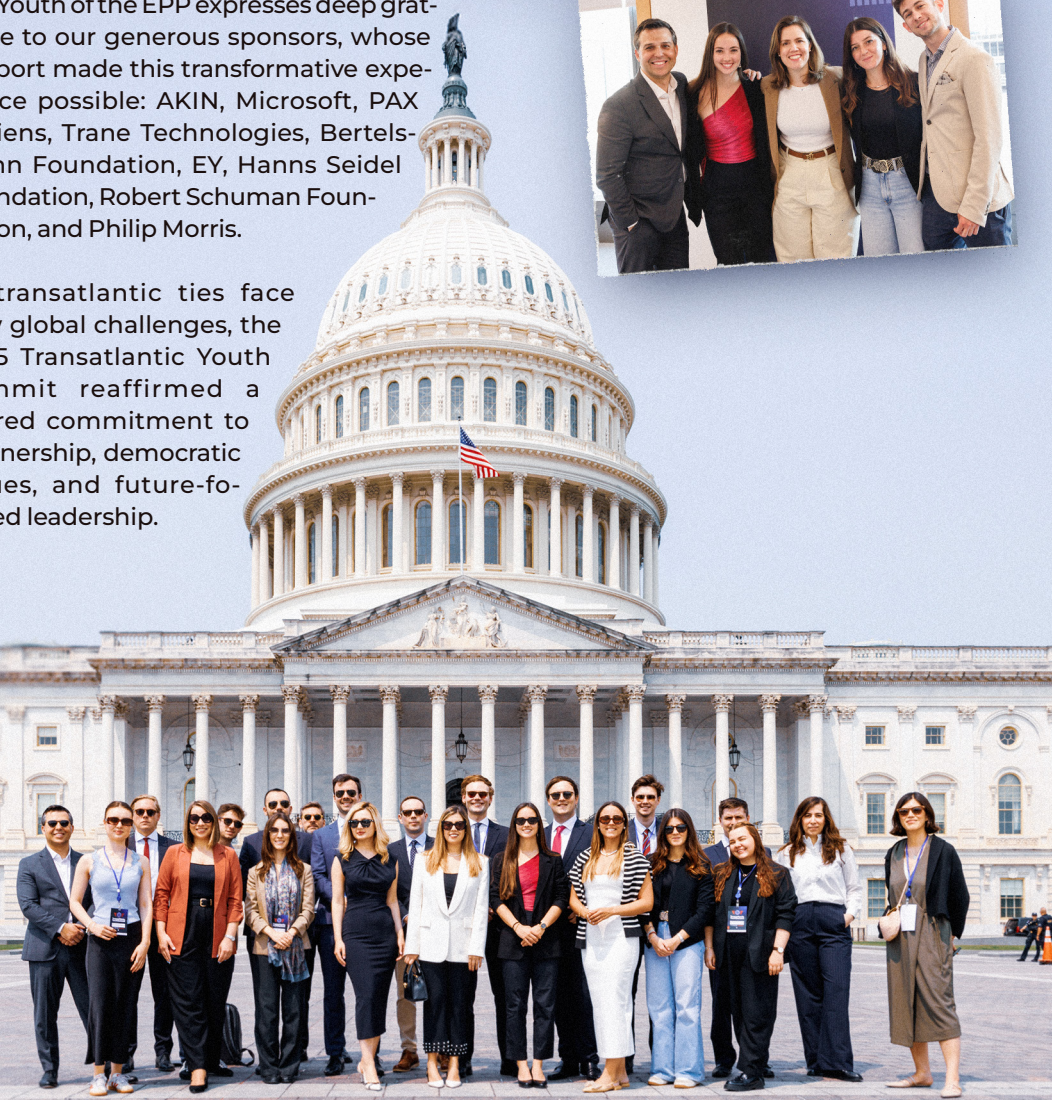 Youth of the EPP expresses deep grat-
e to our generous sponsors, whose
port made this transformative expe-
ce possible: AKIN, Microsoft, PAX
iens, Trane Technologies, Bertels-
nn Foundation, EY, Hanns Seidel
ndation, Robert Schuman Foun-
on, and Philip Morris.
transatlantic ties face
global challenges, the
5 Transatlantic Youth
mmit reaffirmed a
red commitment to
nership, democratic
ues, and future-fo-
ed leadership.